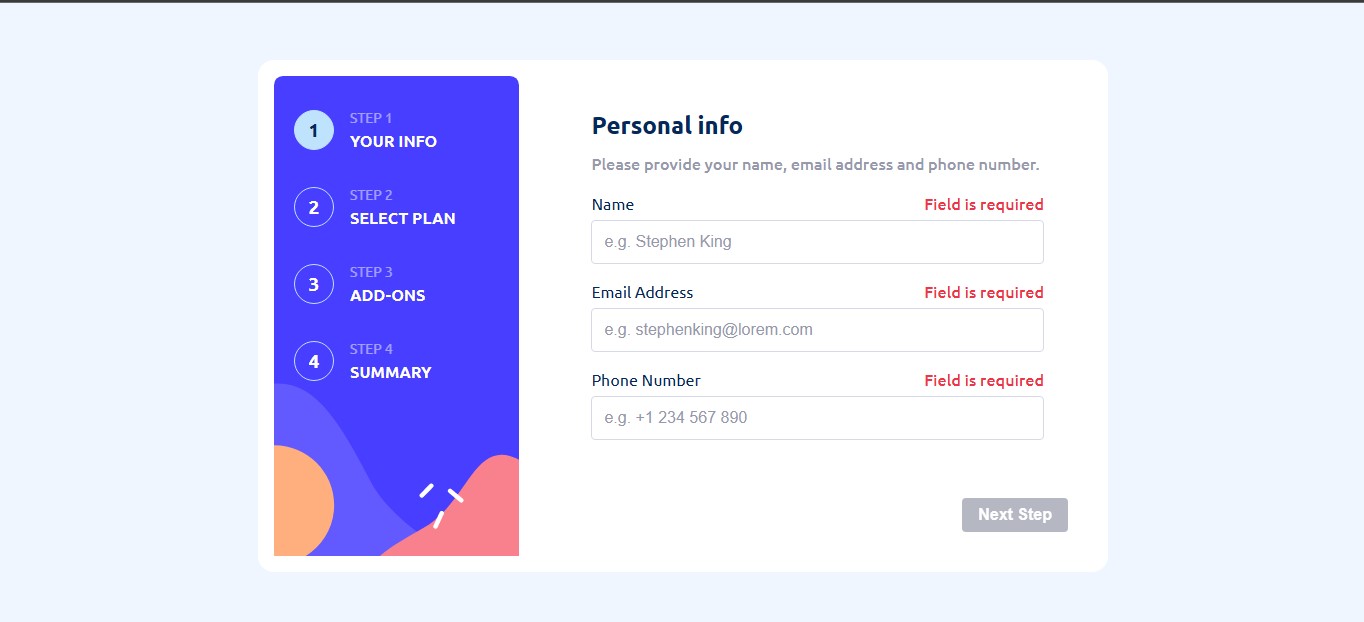 1
STEP 1
YOUR INFO
2
STEP 2
SELECT PLAN
3
STEP 3
ADD-ONS
4
STEP 4
SUMMARY
Personal info
Please provide your name, email address and phone number.
Name Field is required
e.g. Stephen King
Email Address Field is required
e.g. stephenking@lorem.com
Phone Number Field is required
e.g. +1 234 567 890
Next Step